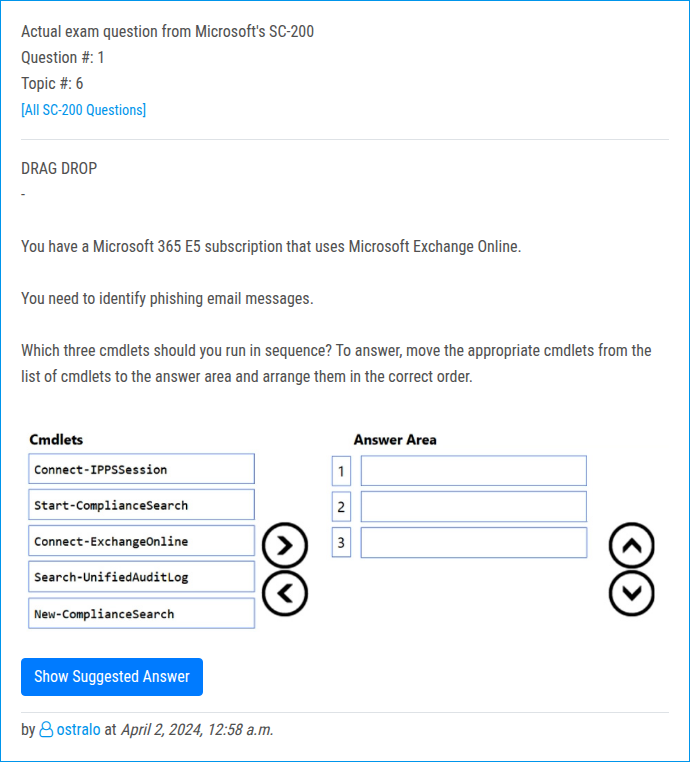 Actual exam question from Microsoft's SC-200
Question #: 1
Topic #: 6
[All SC-200 Questions]
DRAG DROP
-
You have a Microsoft 365 E5 subscription that uses Microsoft Exchange Online.
You need to identify phishing email messages.
Which three cmdlets should you run in sequence? To answer, move the appropriate cmdlets from the
list of cmdlets to the answer area and arrange them in the correct order.
Cmdlets
Connect-IPPSSession
Start-ComplianceSearch
Connect-ExchangeOnline
Search-UnifiedAuditLog
New-ComplianceSearch
Answer Area
1
2
3
Show Suggested Answer
by ostralo at April 2, 2024, 12:58 a.m.